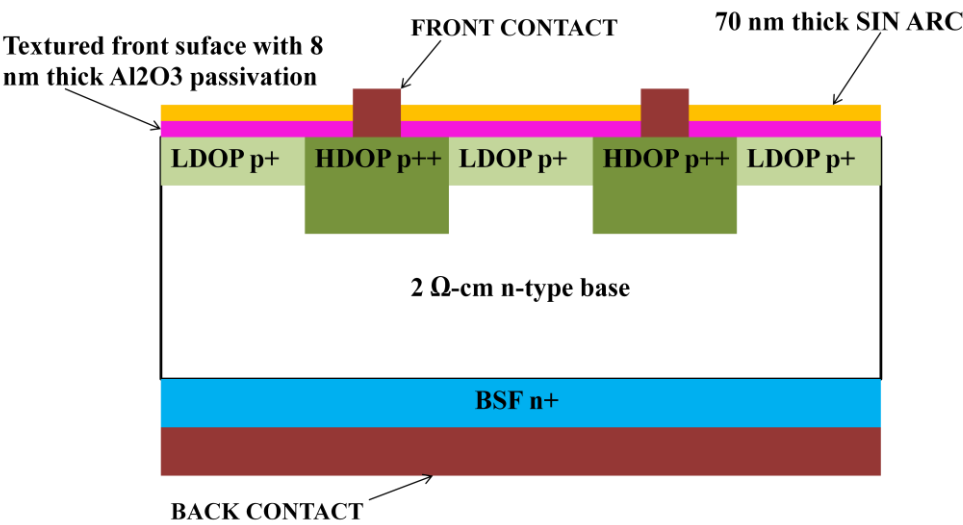 FRONT CONTACT
70 nm thick SIN ARC
Textured front suface with 8
nm thick Al2O3 passivation
LDOP p+
HDOP p++
LDOP p+
HDOP p++
LDOP p+
2 Ω-cm n-type base
BSF n+
BACK CONTACT